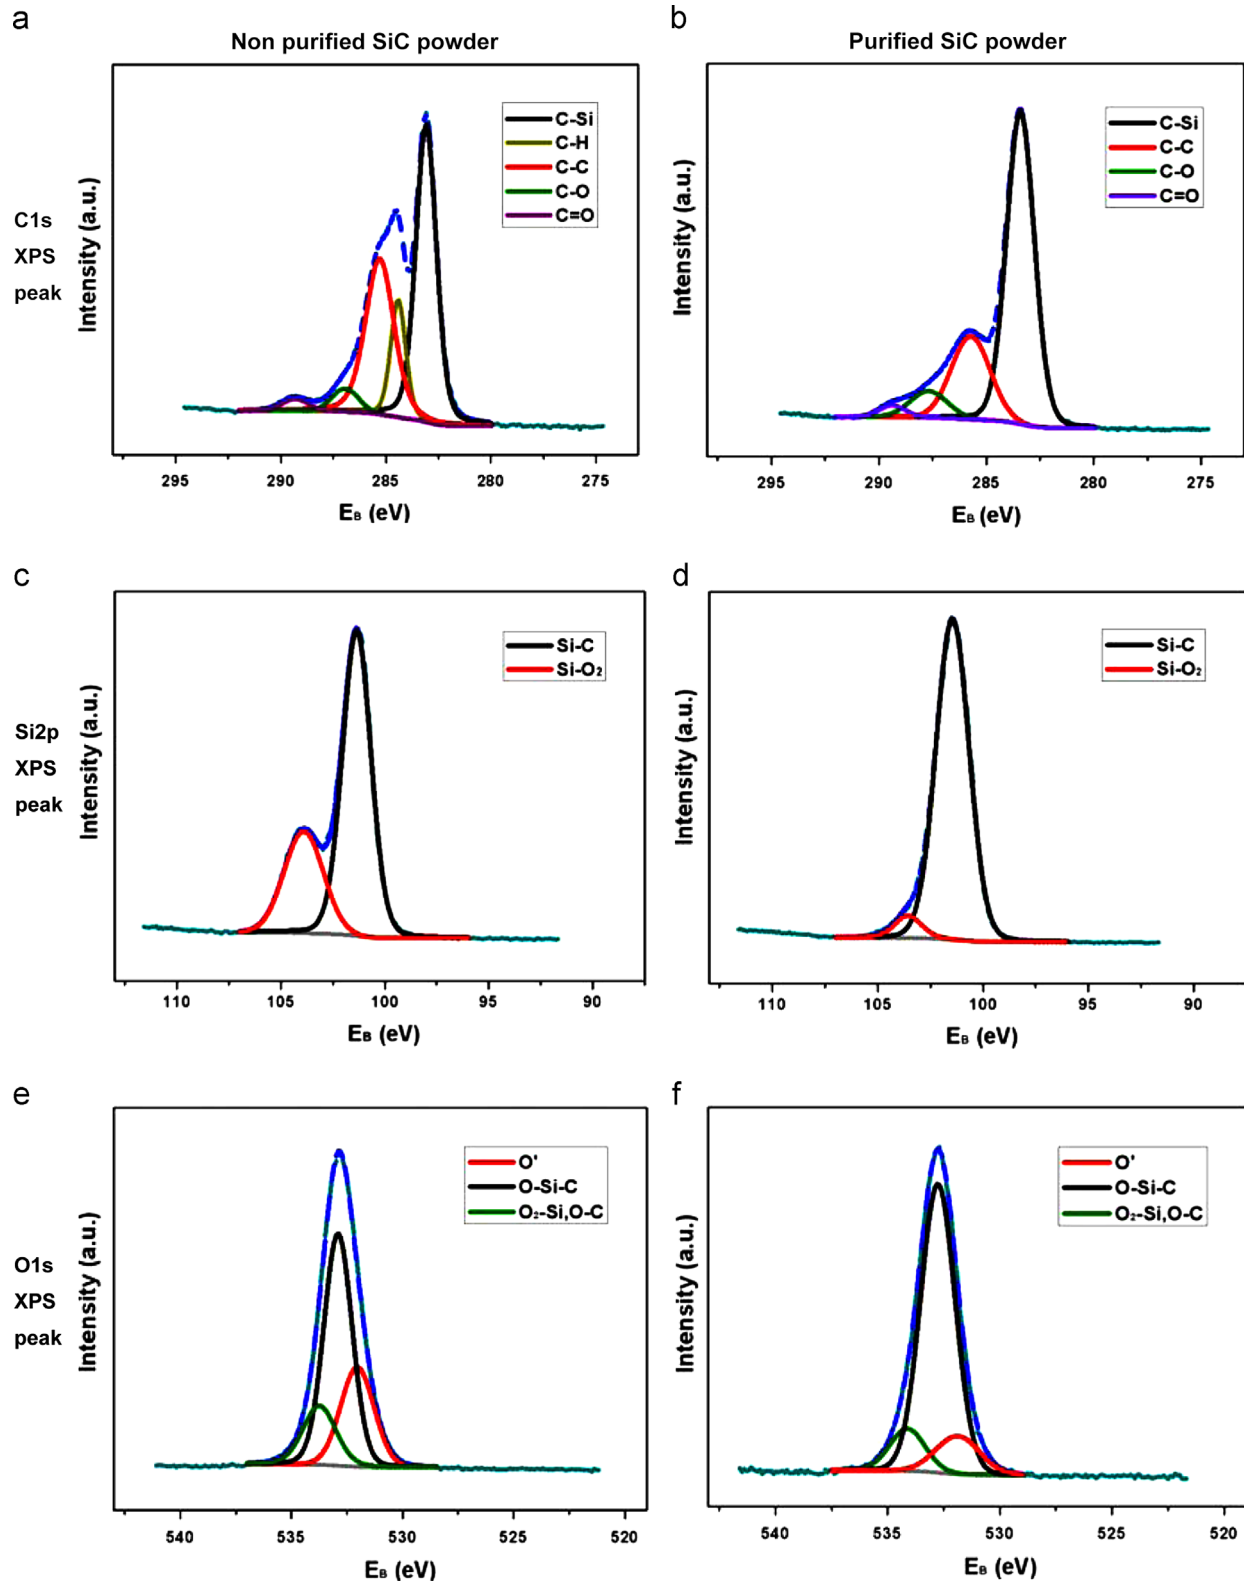 a
Non purified SiC powder
b
Purified SiC powder
C1s
XPS
peak
Intensity (a.u.)
C-Si
C-H
C-C
C-O
C=O
295 290 285 280 275
EB (eV)
Intensity (a.u.)
C-Si
C-C
C-O
C=O
295 290 285 280 275
EB (eV)
c
d
Si2p
XPS
peak
Intensity (a.u.)
Si-C
Si-O2
110 105 100 95 90
EB (eV)
Intensity (a.u.)
Si-C
Si-O2
110 105 100 95 90
EB (eV)
e
f
O1s
XPS
peak
Intensity (a.u.)
O'
O-Si-C
O2-Si,O-C
540 535 530 525 520
EB (eV)
Intensity (a.u.)
O'
O-Si-C
O2-Si,O-C
540 535 530 525 520
EB (eV)